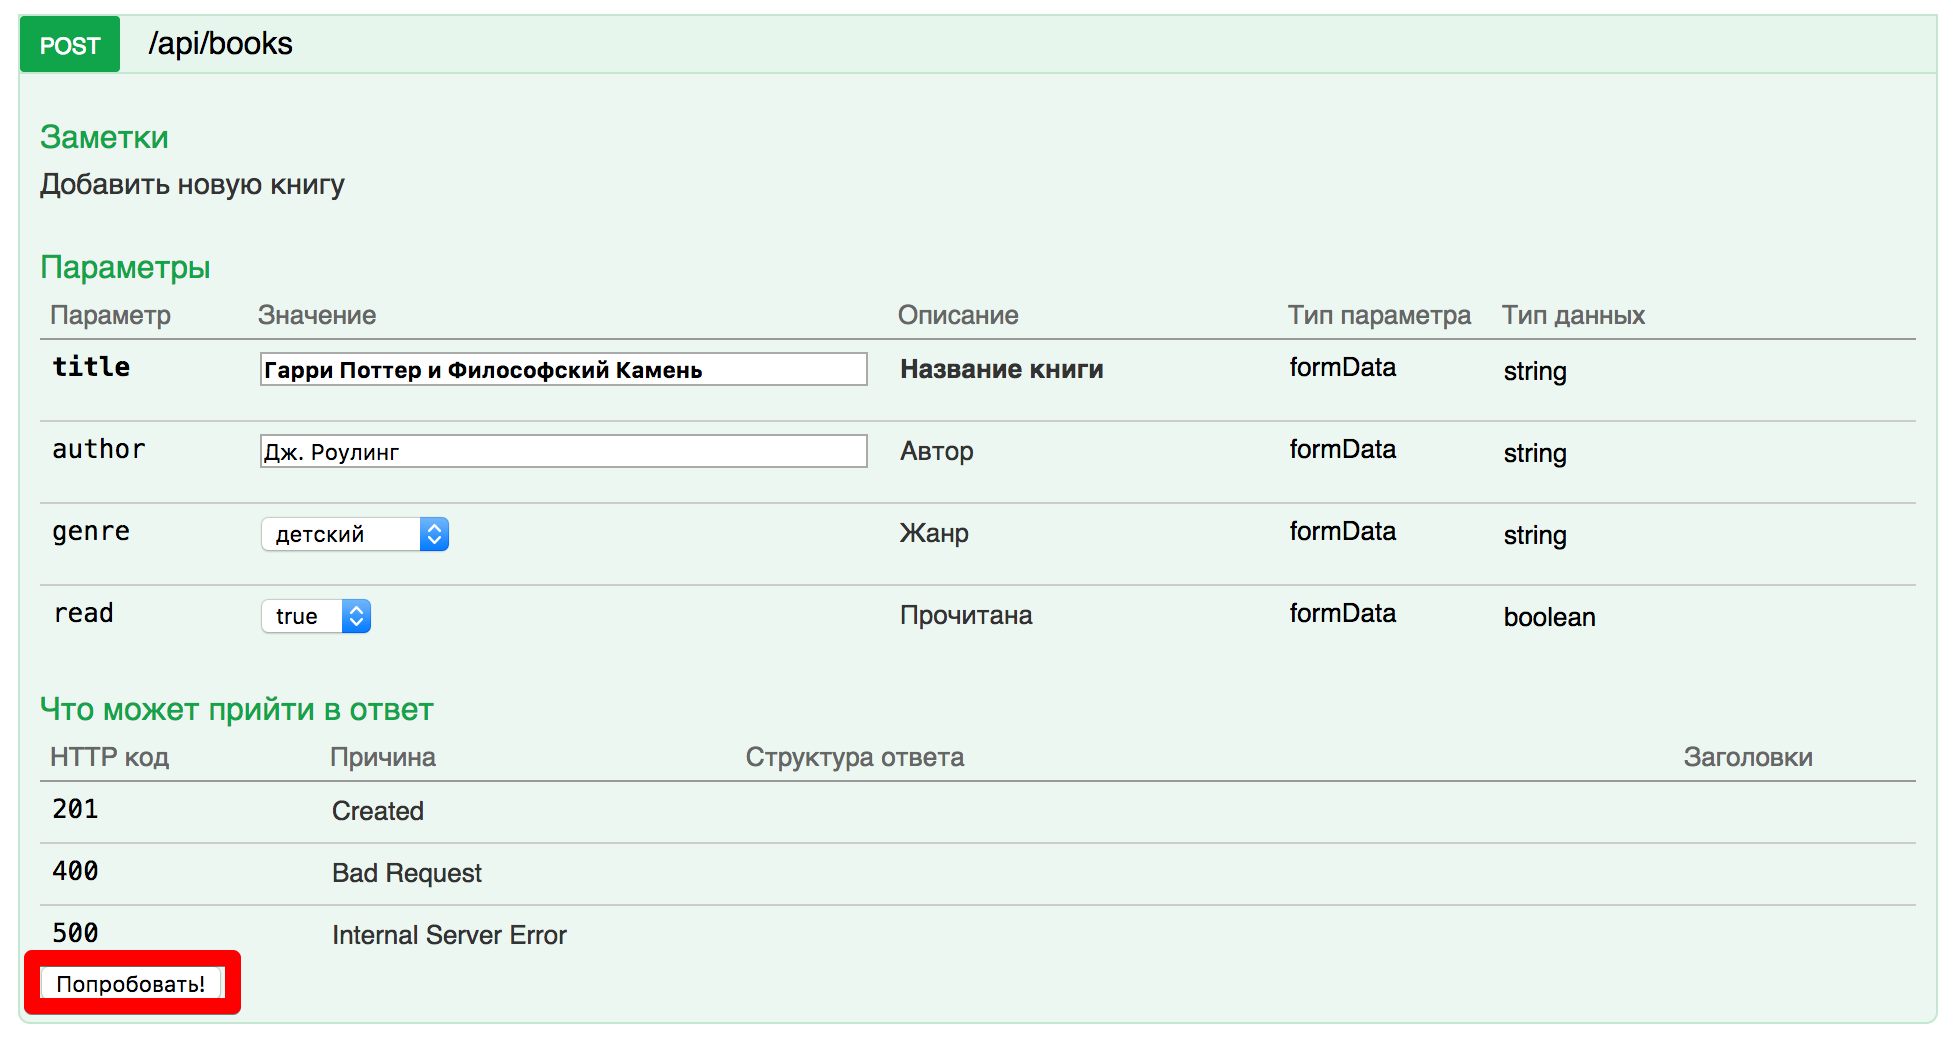 POST /api/books
Заметки
Добавить новую книгу
Параметры
Параметр Значение Описание Тип параметра Тип данных
title Гарри Поттер и Философский Камень Название книги formData string
author Дж. Роулинг Автор formData string
genre детский Жанр formData string
read true Прочитана formData boolean
Что может прийти в ответ
HTTP код Причина Структура ответа Заголовки
201 Created
400 Bad Request
500 Internal Server Error
Попробовать!